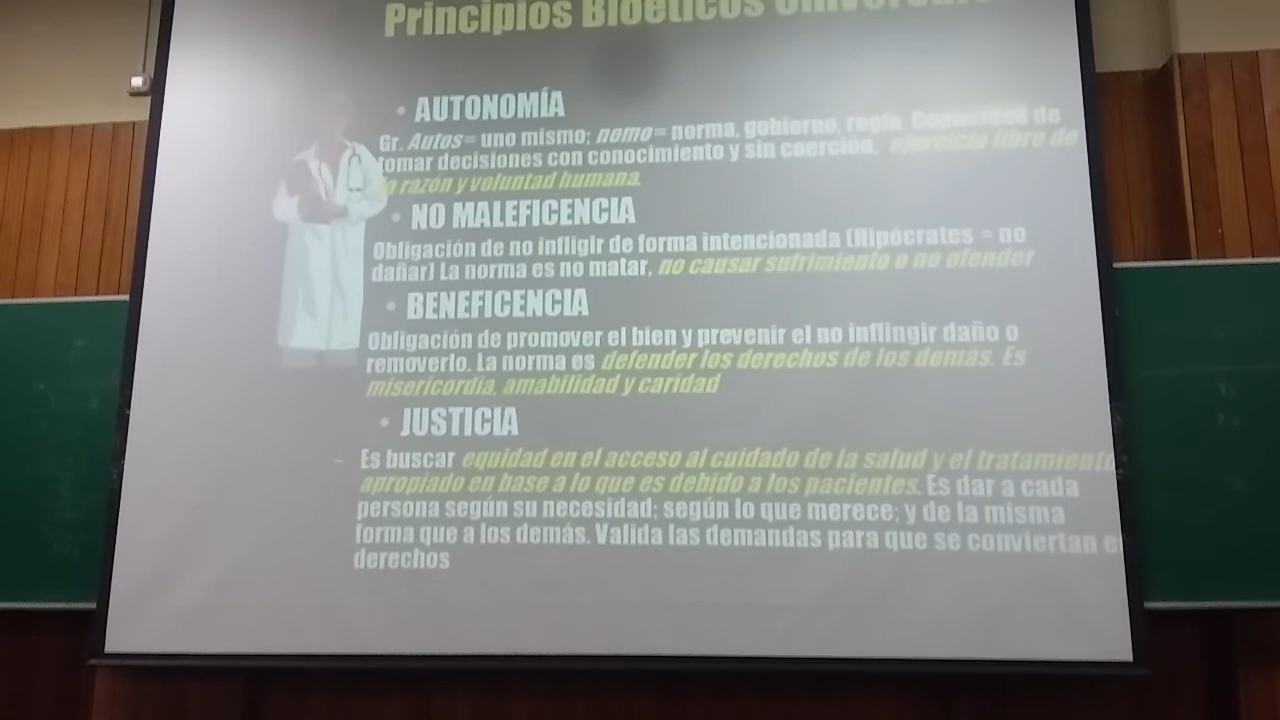 Principios Bioéticos
• AUTONOMÍA
Gr. Autos= uno mismo; nomo= norma, gobierno, regla. Capacidad de
tomar decisiones con conocimiento y sin coerción, ejercicio libre de
la razón y voluntad humana.
• NO MALEFICENCIA
Obligación de no infligir de forma intencionada (Hipócrates = no
dañar) La norma es no matar, no causar sufrimiento o no ofender
• BENEFICENCIA
Obligación de promover el bien y prevenir el no inflingir daño o
removerlo. La norma es defender los derechos de los demás. Es
misericordia, amabilidad y caridad
• JUSTICIA
– Es buscar equidad en el acceso al cuidado de la salud y el tratamiento
apropiado en base a lo que es debido a los pacientes. Es dar a cada
persona según su necesidad; según lo que merece; y de la misma
forma que a los demás. Valida las demandas para que se conviertan
derechos